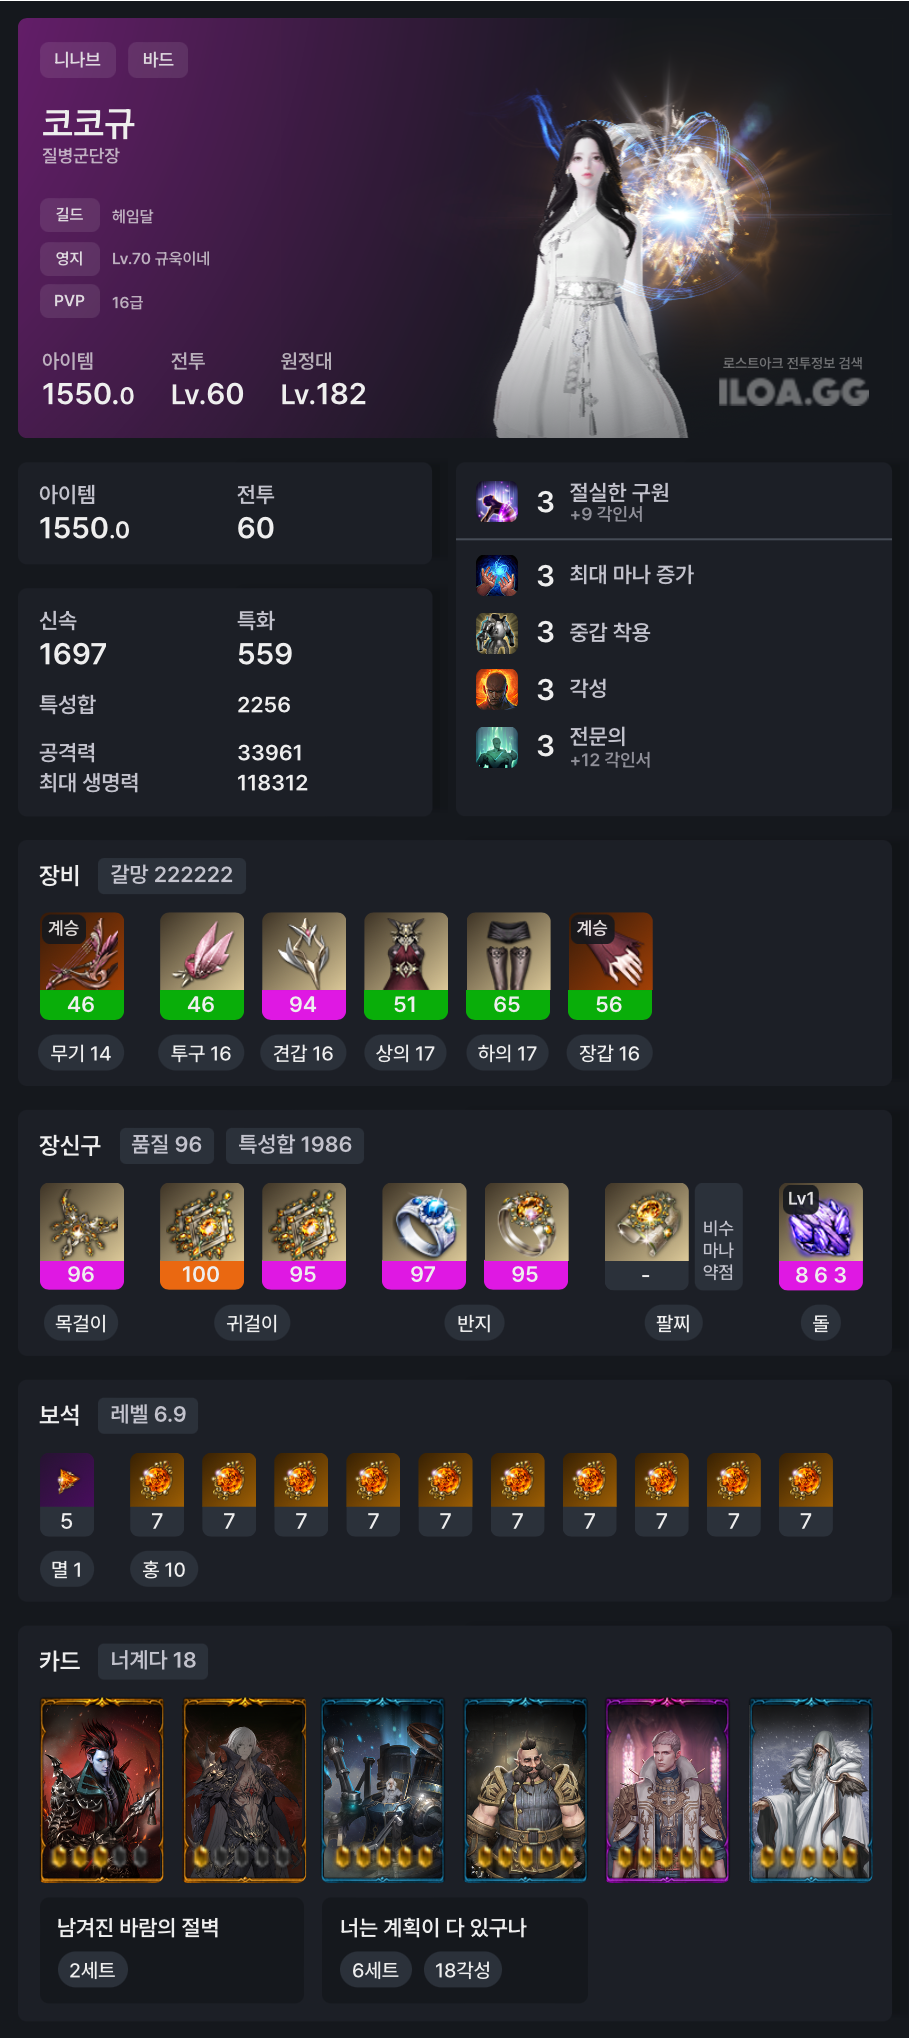 니나브 바드
코코규
질병군단장
길드 헤임달
영지 Lv.70 규욱이네
PVP 16급
아이템 전투 원정대
1550.0 Lv.60 Lv.182
로스트아크 전투정보 검색
ILOA.GG
아이템 전투
1550.0 60
신속 특화
1697 559
특성합 2256
공격력 33961
최대 생명력 118312
3 절실한 구원
+9 각인서
3 최대 마나 증가
3 중갑 착용
3 각성
3 전문의
+12 각인서
장비 갈망 222222
계승 계승
46 46 94 51 65 56
무기 14 투구 16 견갑 16 상의 17 하의 17 장갑 16
장신구 품질 96 특성합 1986
Lv1
비수
마나
약점
96 100 95 97 95 - 8 6 3
목걸이 귀걸이 반지 팔찌 돌
보석 레벨 6.9
5 7 7 7 7 7 7 7 7 7 7
멸 1 홍 10
카드 너계다 18
남겨진 바람의 절벽
2세트
너는 계획이 다 있구나
6세트 18각성